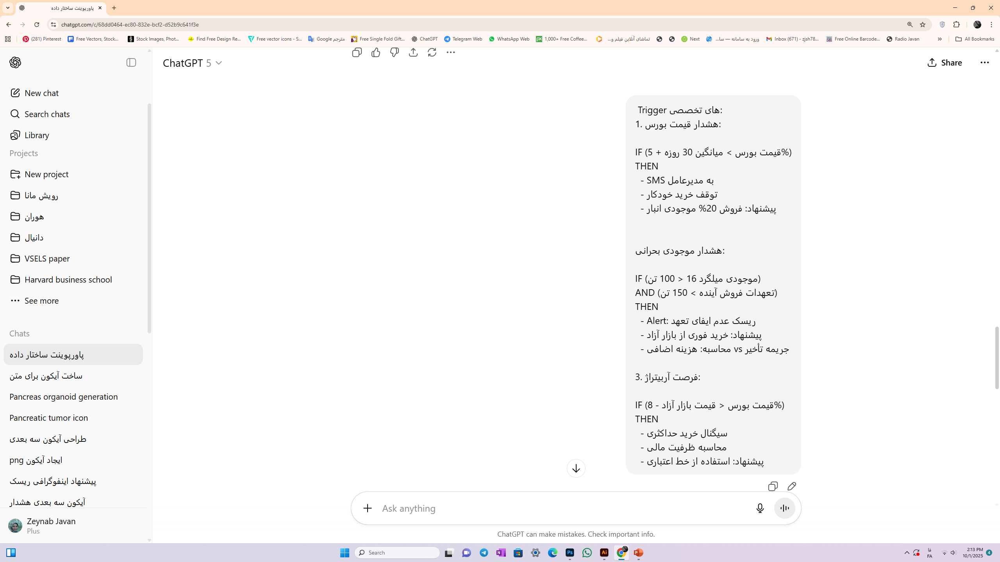 پاورپوینت ساختار داده
chatgpt.com/c/68dd0464-ec80-832e-bcf2-d52b9c641f3e
(281) Pinterest
Free Vectors, Stock...
Stock Images, Phot...
Find Free Design Re...
Free vector icons - S...
Google مترجم
Free Single Fold Gift...
ChatGPT
Telegram Web
WhatsApp Web
1,000+ Free Coffee...
تماشای آنلاین فیلم و...
Next
ورود به سامانه — سا...
Inbox (671) - zjsh78...
Free Online Barcode...
Radio Javan
All Bookmarks
ChatGPT 5
Share
New chat
Search chats
Library
Projects
New project
رویش مانا
هوران
دانیال
VSELS paper
Harvard business school
See more
Chats
پاورپوینت ساختار داده
ساخت آیکون برای متن
Pancreas organoid generation
Pancreatic tumor icon
طراحی آیکون سه بعدی
ایجاد آیکون png
پیشنهاد اینفوگرافی ریسک
آیکون سه بعدی هشدار
Zeynab Javan
Plus
Trigger های تخصصی:
1. هشدار قیمت بورس:
IF (قیمت بورس > میانگین 30 روزه + 5%)
THEN
- SMS به مدیرعامل
- توقف خرید خودکار
- پیشنهاد: فروش 20% موجودی انبار
هشدار موجودی بحرانی:
IF (موجودی میلگرد 16 < 100 تن)
AND (تعهدات فروش آینده > 150 تن)
THEN
- Alert: ریسک عدم ایفای تعهد
- پیشنهاد: خرید فوری از بازار آزاد
- محاسبه: هزینه اضافی vs جریمه تأخیر
3. فرصت آربیتراژ:
IF (قیمت بورس < قیمت بازار آزاد - 8%)
THEN
- سیگنال خرید حداکثری
- محاسبه ظرفیت مالی
- پیشنهاد: استفاده از خط اعتباری
Ask anything
ChatGPT can make mistakes. Check important info.
Search
فا
FA
2:13 PM
10/1/2025
4